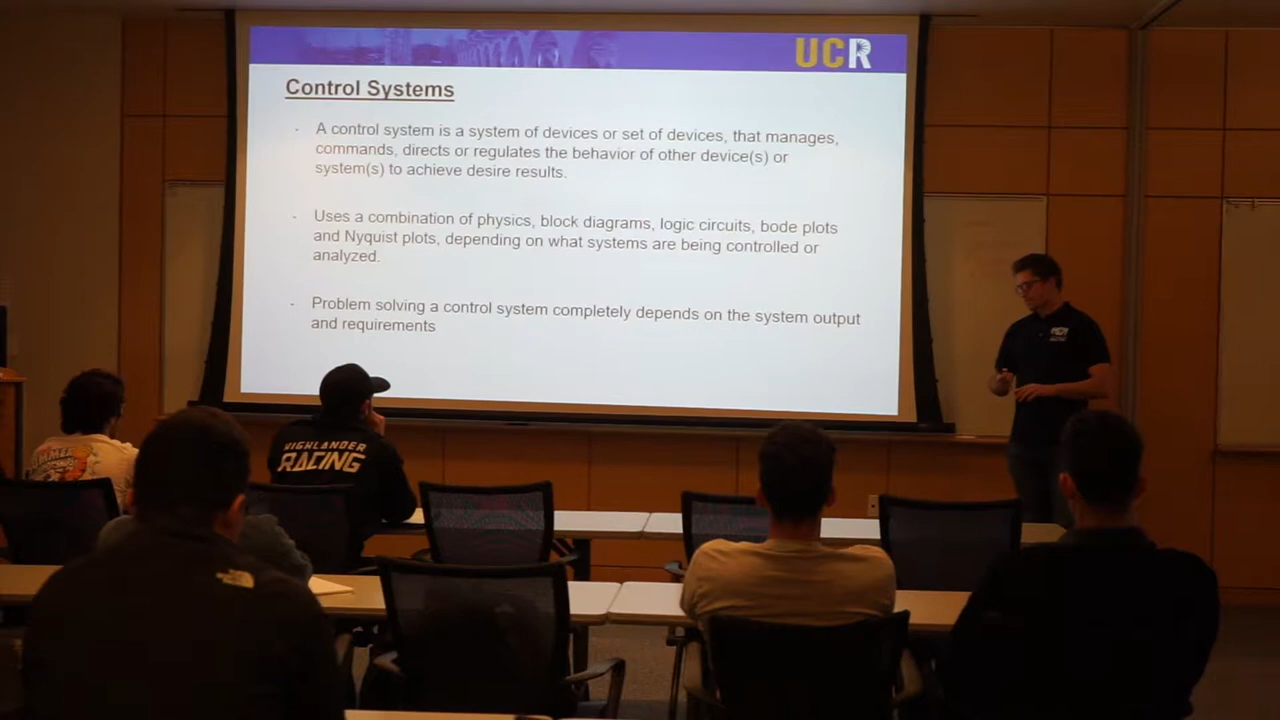 UCR
Control Systems
- A control system is a system of devices or set of devices, that manages,
commands, directs or regulates the behavior of other device(s) or
system(s) to achieve desire results.
- Uses a combination of physics, block diagrams, logic circuits, bode plots
and Nyquist plots, depending on what systems are being controlled or
analyzed.
- Problem solving a control system completely depends on the system output
and requirements
HIGHLANDER
RACING